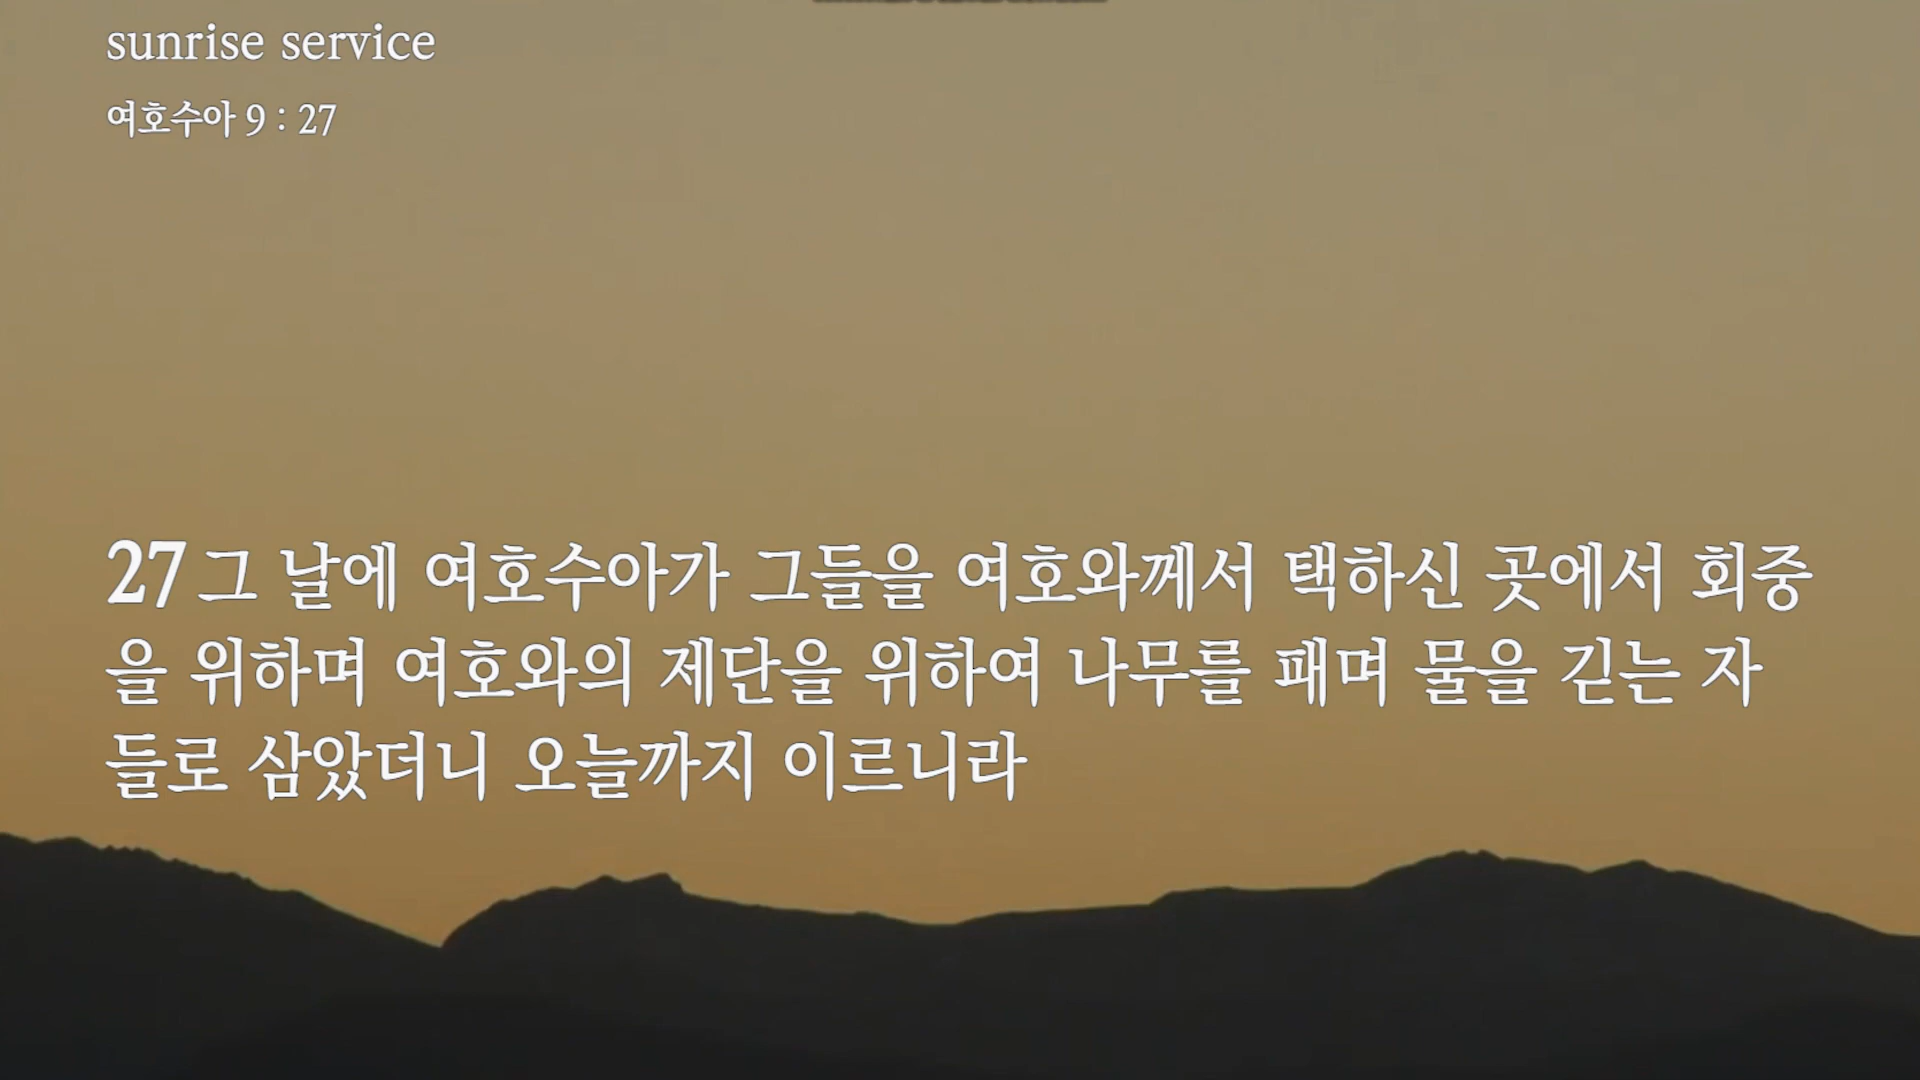 sunrise service
여호수아 9 : 27
27 그 날에 여호수아가 그들을 여호와께서 택하신 곳에서 회중
을 위하며 여호와의 제단을 위하여 나무를 패며 물을 긷는 자
들로 삼았더니 오늘까지 이르니라